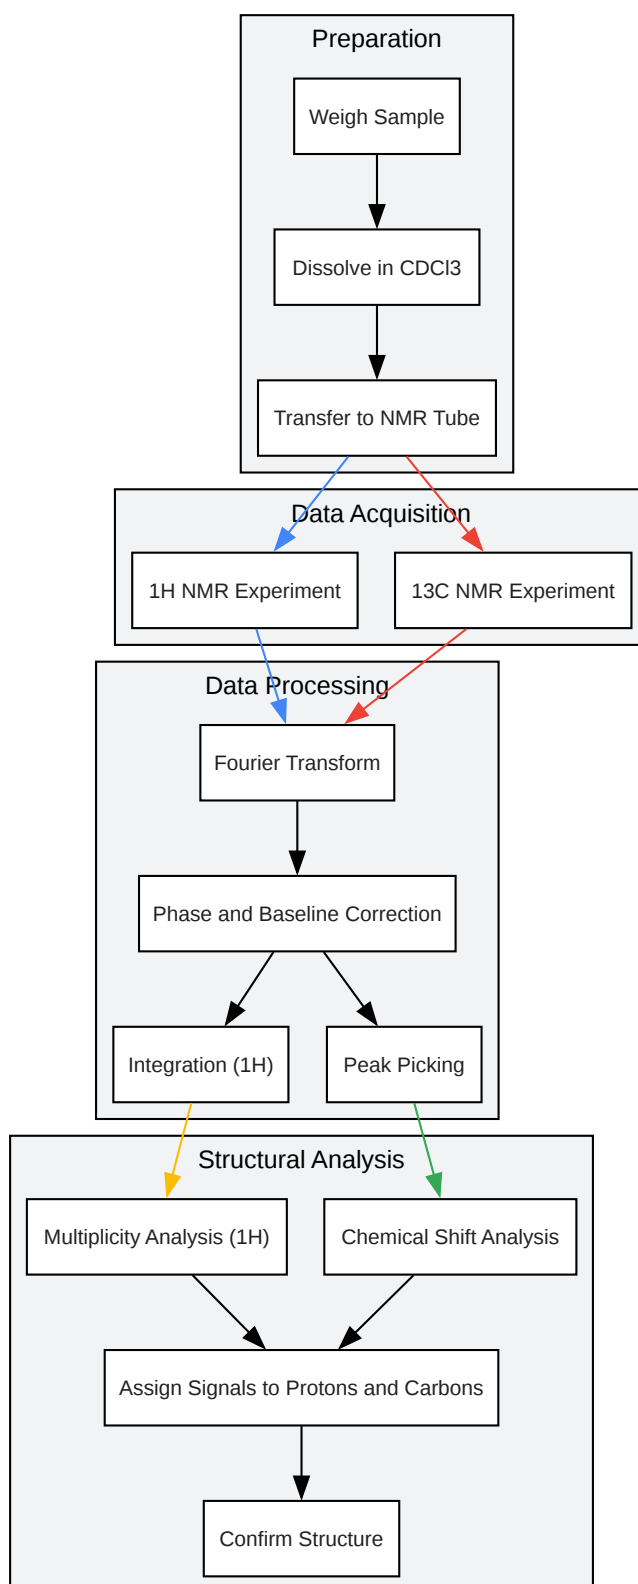 Preparation
Weigh Sample
Dissolve in CDCl3
Transfer to NMR Tube
Data Acquisition
1H NMR Experiment
13C NMR Experiment
Data Processing
Fourier Transform
Phase and Baseline Correction
Integration (1H)
Peak Picking
Structural Analysis
Multiplicity Analysis (1H)
Chemical Shift Analysis
Assign Signals to Protons and Carbons
Confirm Structure